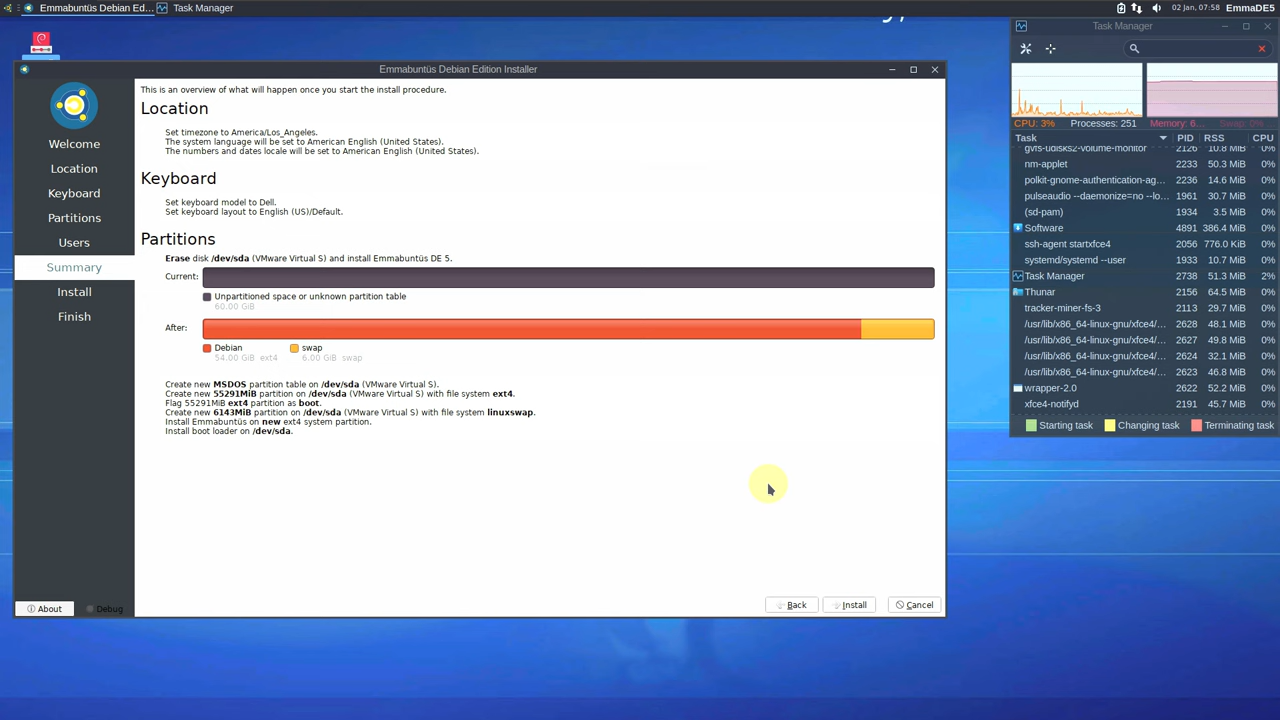 Emmabuntüs Debian Ed...
Task Manager
02 Jan, 07:58
EmmaDE5
Emmabuntüs Debian Edition Installer
Welcome
Location
Keyboard
Partitions
Users
Summary
Install
Finish
About
Debug
This is an overview of what will happen once you start the install procedure.
Location
Set timezone to America/Los_Angeles.
The system language will be set to American English (United States).
The numbers and dates locale will be set to American English (United States).
Keyboard
Set keyboard model to Dell.
Set keyboard layout to English (US)/Default.
Partitions
Erase disk /dev/sda (VMware Virtual S) and install Emmabuntüs DE 5.
Current:
Unpartitioned space or unknown partition table
60.00 GiB
After:
Debian
54.00 GiB ext4
swap
6.00 GiB swap
Create new MSDOS partition table on /dev/sda (VMware Virtual S).
Create new 55291MiB partition on /dev/sda (VMware Virtual S) with file system ext4.
Flag 55291MiB ext4 partition as boot.
Create new 6143MiB partition on /dev/sda (VMware Virtual S) with file system linuxswap.
Install Emmabuntüs on new ext4 system partition.
Install boot loader on /dev/sda.
Back
Install
Cancel
Task Manager
CPU: 3%
Processes: 251
Memory: 6...
Swap: 0%
Task PID RSS CPU
gvfs-udisks2-volume-monitor 2126 10.8 MiB 0%
nm-applet 2233 50.3 MiB 0%
polkit-gnome-authentication-ag... 2236 14.6 MiB 0%
pulseaudio --daemonize=no --lo... 1961 30.7 MiB 0%
(sd-pam) 1934 3.5 MiB 0%
Software 4891 386.4 MiB 0%
ssh-agent startxfce4 2056 776.0 KiB 0%
systemd/systemd --user 1933 10.7 MiB 0%
Task Manager 2738 51.3 MiB 2%
Thunar 2156 64.5 MiB 0%
tracker-miner-fs-3 2113 29.7 MiB 0%
/usr/lib/x86_64-linux-gnu/xfce4/... 2628 48.1 MiB 0%
/usr/lib/x86_64-linux-gnu/xfce4/... 2627 49.8 MiB 0%
/usr/lib/x86_64-linux-gnu/xfce4/... 2624 32.1 MiB 0%
/usr/lib/x86_64-linux-gnu/xfce4/... 2623 46.8 MiB 0%
wrapper-2.0 2622 52.2 MiB 0%
xfce4-notifyd 2191 45.7 MiB 0%
Starting task
Changing task
Terminating task